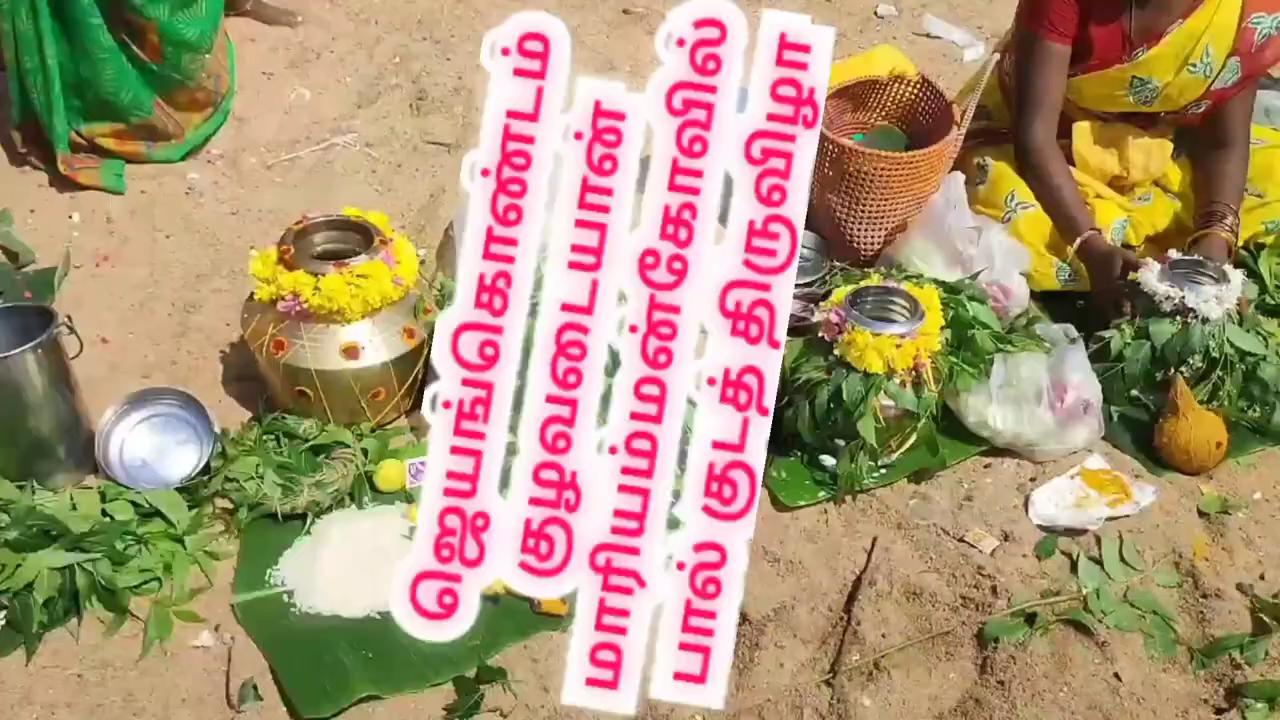 ஜெயங்கொண்டம்
குழவடையான்
மாரியம்மன்கோவில்
பால் குடத் திருவிழா